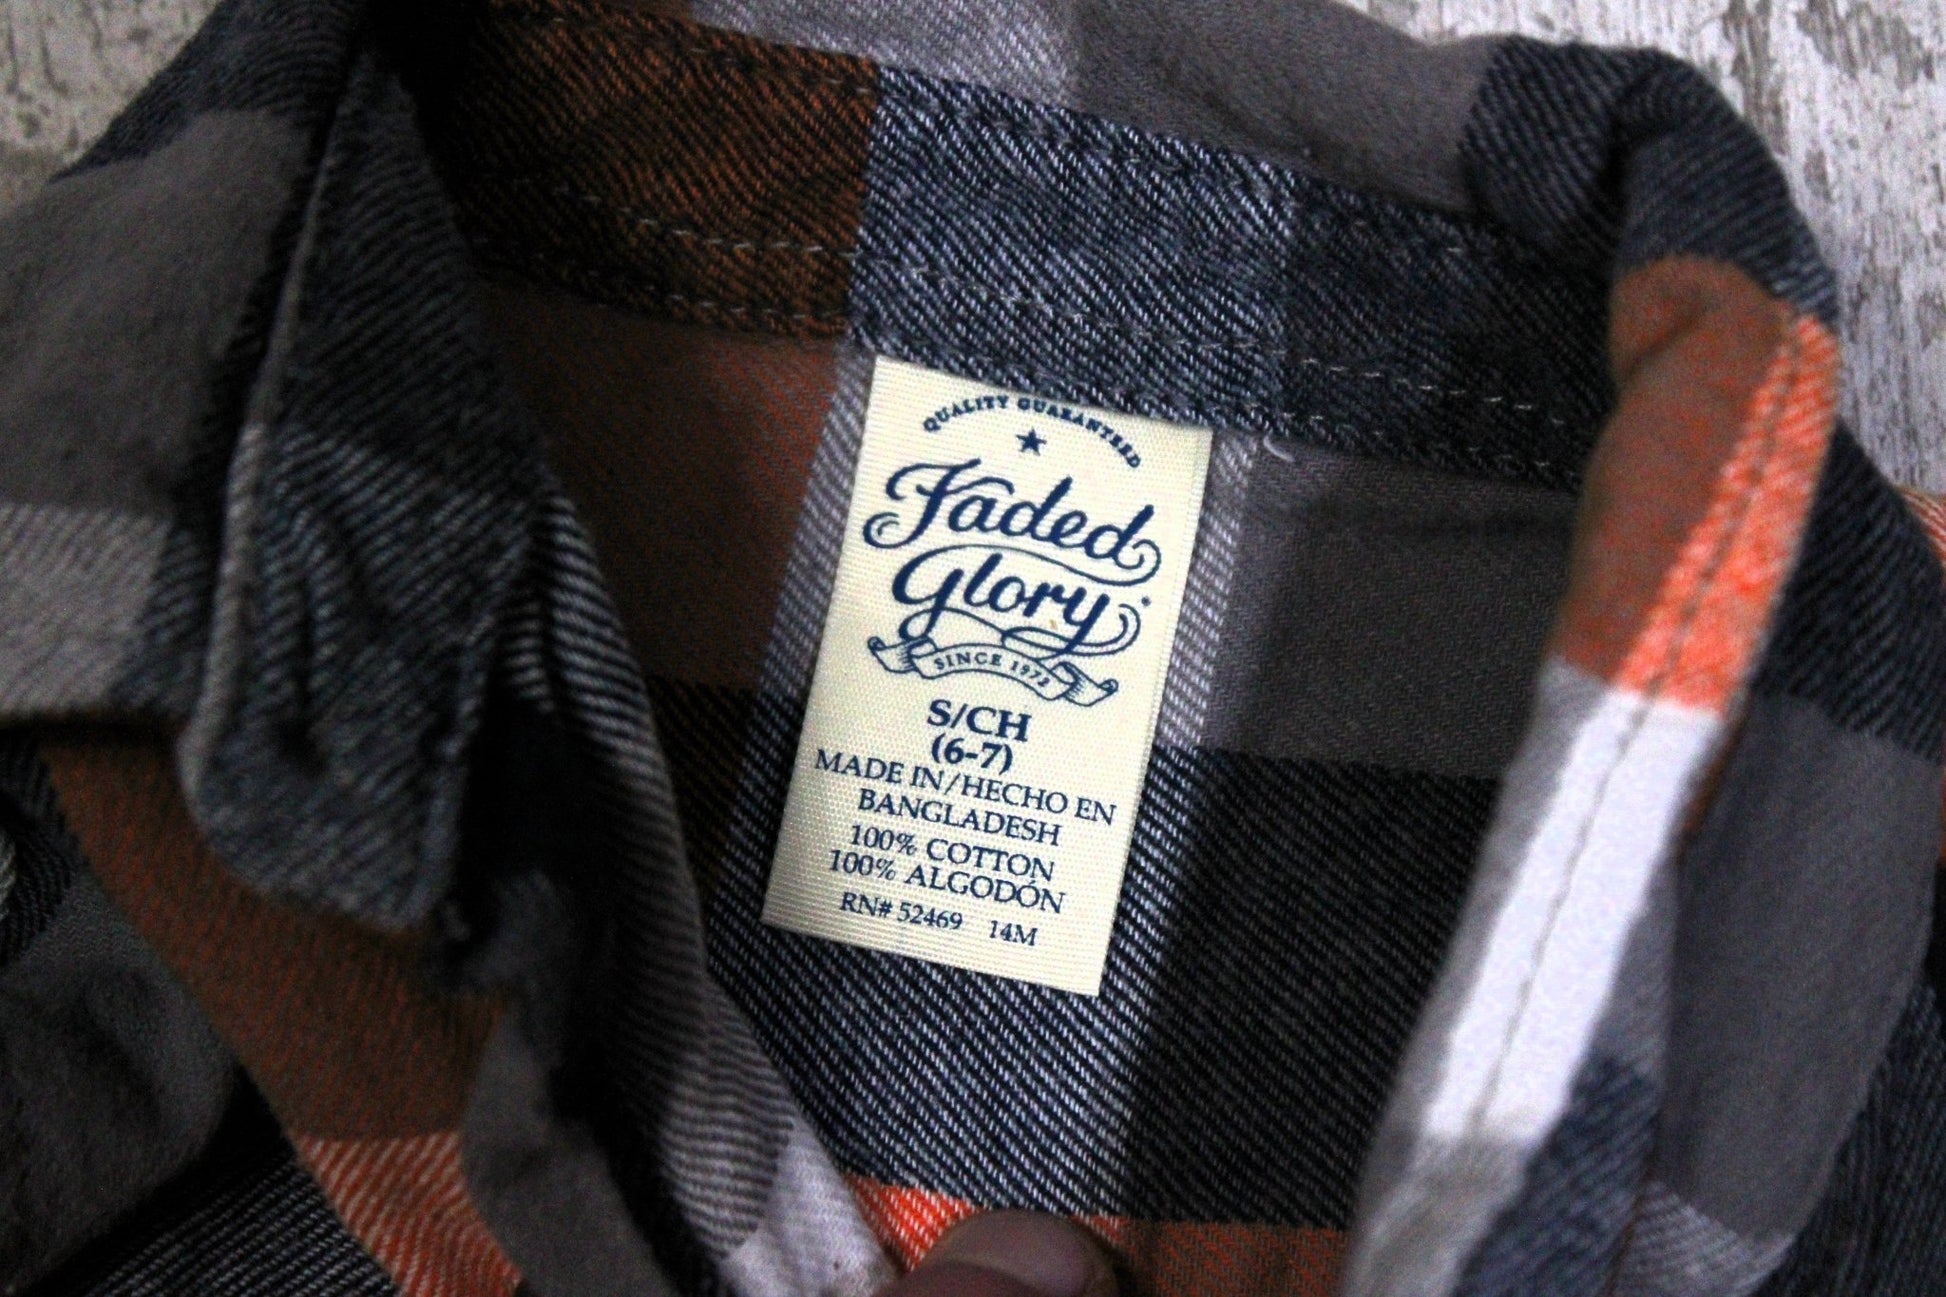 QUALITY GUARANTEED
Faded
Glory
SINCE 1972
S/CH
(6-7)
MADE IN/HECHO EN
BANGLADESH
100% COTTON
100% ALGODÓN
RN# 52469 14M